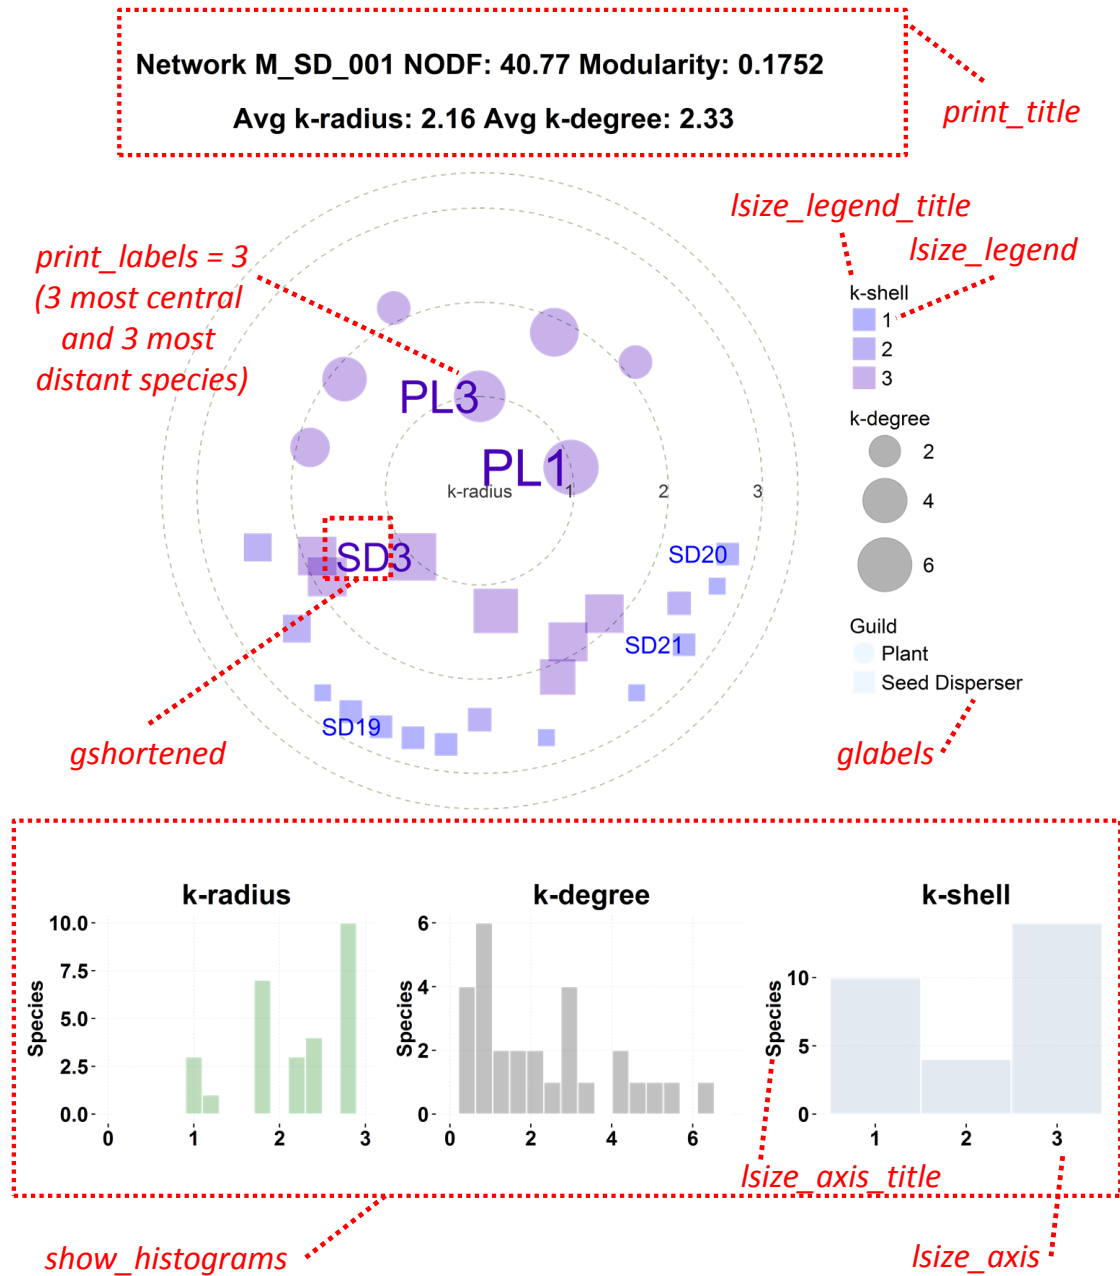 Network M_SD_001 NODF: 40.77 Modularity: 0.1752
Avg k-radius: 2.16 Avg k-degree: 2.33
print_title
lsize_legend_title
lsize_legend
print_labels = 3
(3 most central
and 3 most
distant species)
k-shell
1
2
3
k-degree
2
4
6
Guild
Plant
Seed Disperser
PL3
PL1
k-radius
1
2
3
SD3
SD20
SD21
SD19
gshortened
glabels
k-radius
10.0
7.5
5.0
2.5
0.0
Species
0
1
2
3
k-degree
6
4
2
0
Species
0
2
4
6
k-shell
10
5
0
Species
1
2
3
lsize_axis_title
show_histograms
lsize_axis